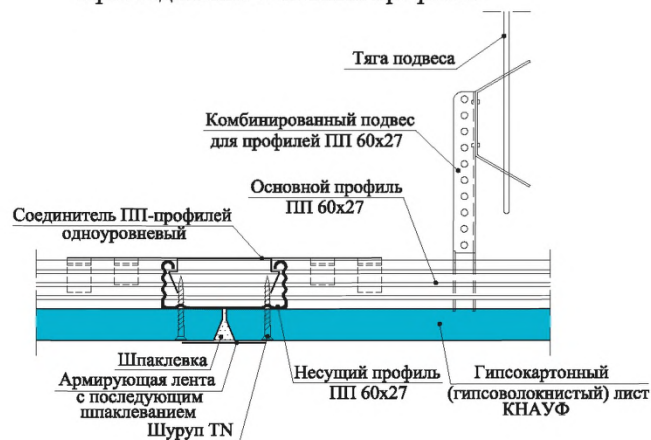 Тяга подвеса
Комбинированный подвес
для профилей ПП 60х27
Основной профиль
ПП 60х27
Соединитель ПП-профилей
одноуровневый
Шпаклевка
Армирующая лента
с последующим
шпаклеванием
Шуруп TN
Несущий профиль
ПП 60х27
Гипсокартонный
(гипсоволокнистый) лист
КНАУФ